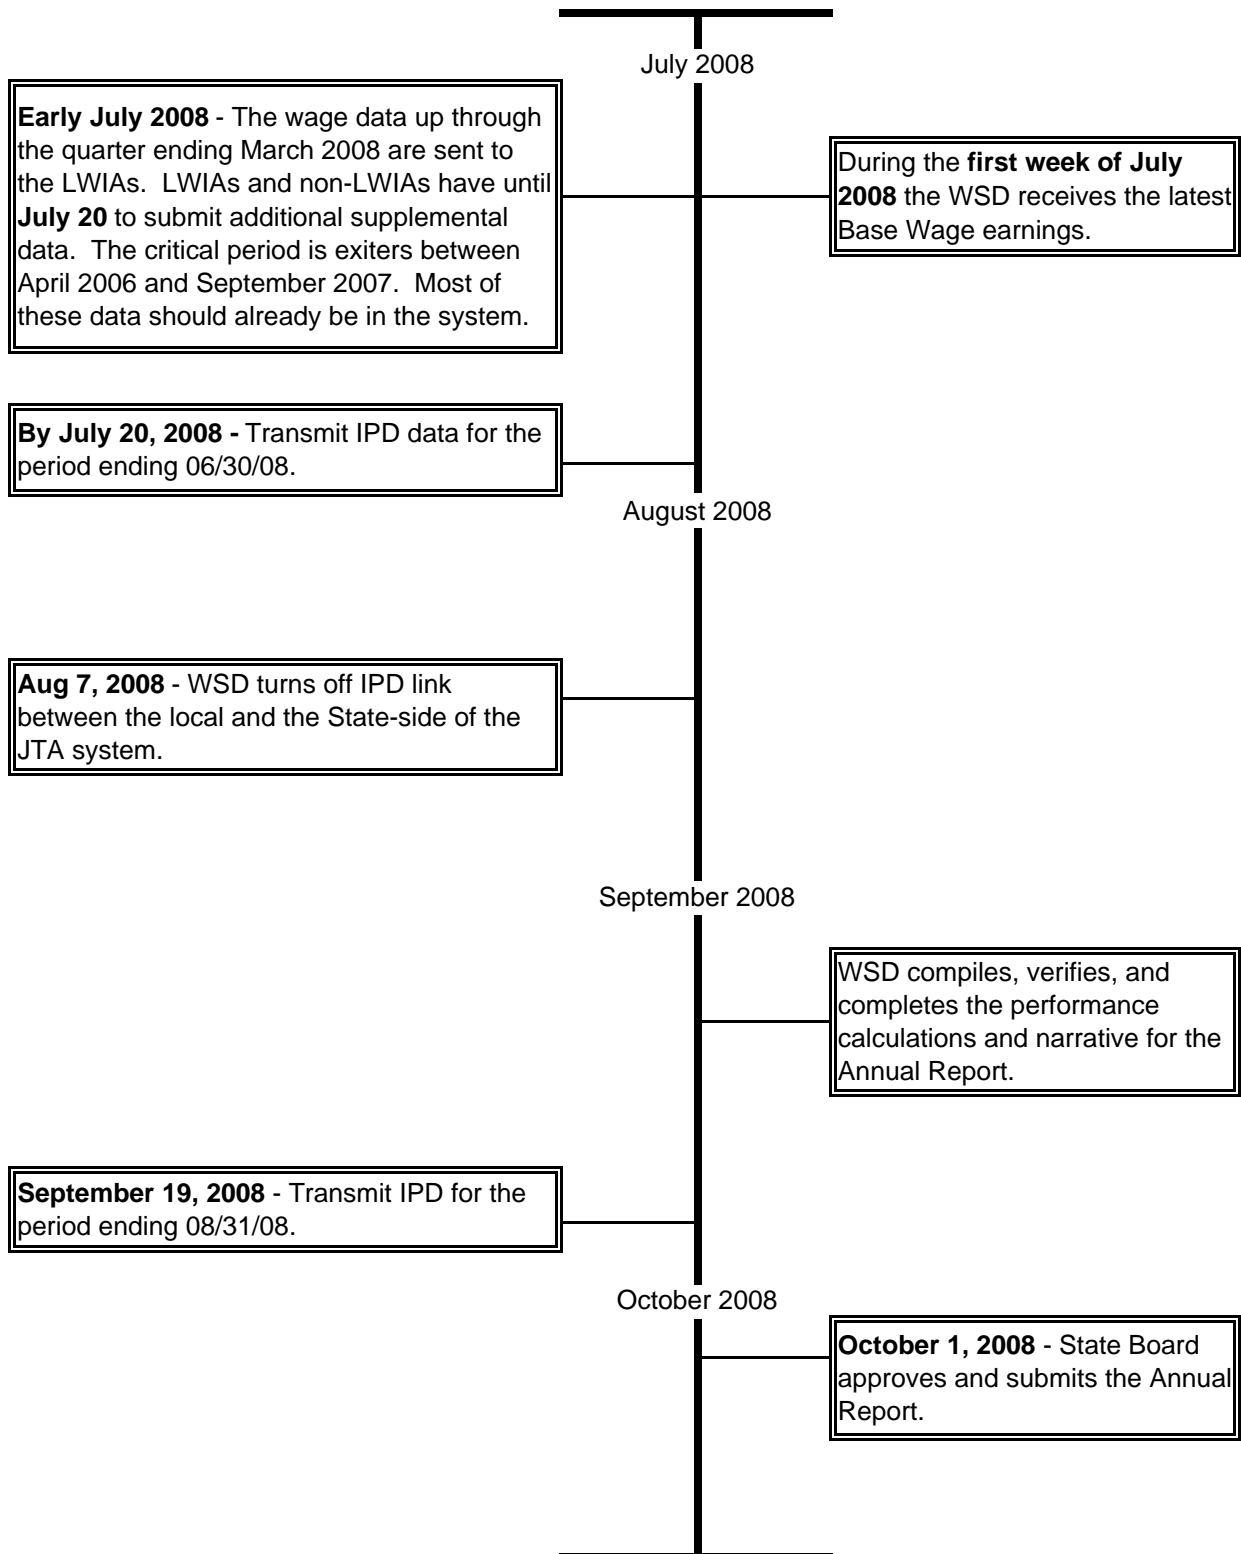 July 2008
Early July 2008 - The wage data up through
the quarter ending March 2008 are sent to
the LWIAs.  LWIAs and non-LWIAs have until
July 20 to submit additional supplemental
data.  The critical period is exiters between
April 2006 and September 2007.  Most of
these data should already be in the system.
During the first week of July
2008 the WSD receives the latest
Base Wage earnings.
By July 20, 2008 - Transmit IPD data for the
period ending 06/30/08.
August 2008
Aug 7, 2008 - WSD turns off IPD link
between the local and the State-side of the
JTA system.
September 2008
WSD compiles, verifies, and
completes the performance
calculations and narrative for the
Annual Report.
September 19, 2008 - Transmit IPD for the
period ending 08/31/08.
October 2008
October 1, 2008 - State Board
approves and submits the Annual
Report.